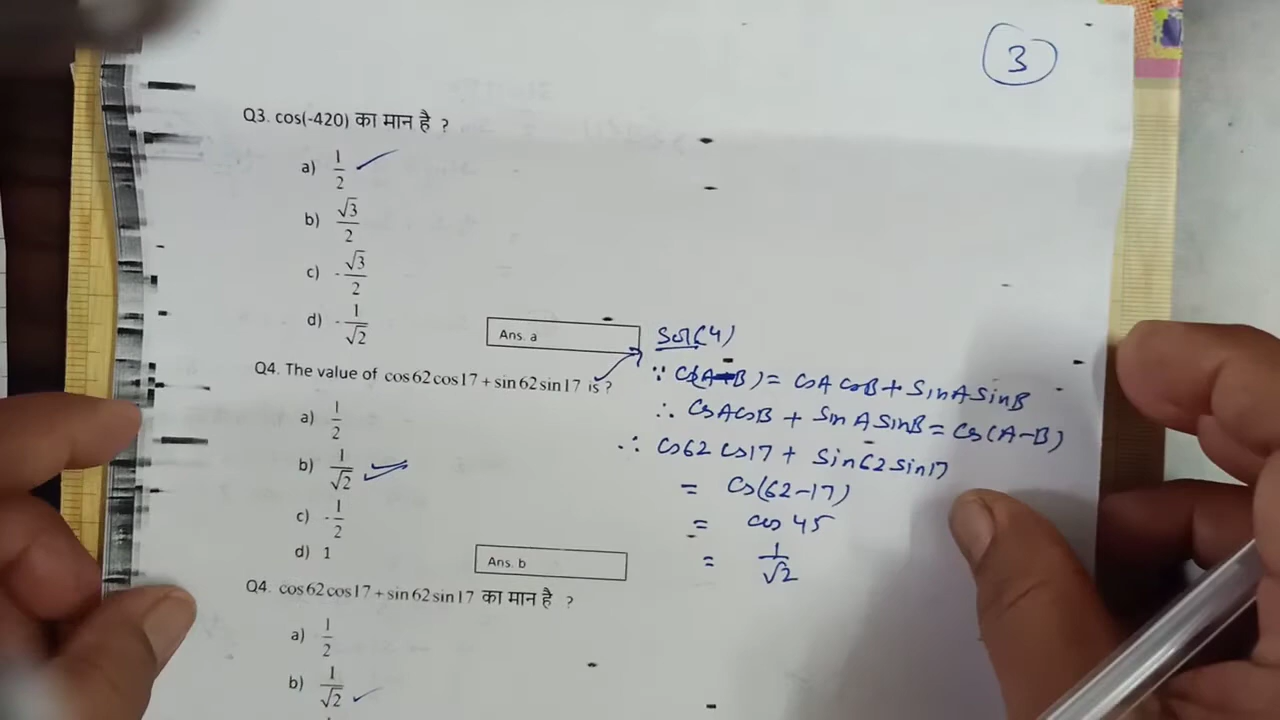 3
Q3. cos(-420) का मान है ?
a) 1/2
b) √3/2
c) -√3/2
d) -1/√2
Ans. a
Q4. The value of cos62cos17+sin62sin17 is ?
a) 1/2
b) 1/√2
c) -1/2
d) 1
Ans. b
Sol(4)
∵ Cos(A-B) = CosA CosB + SinA SinB
∴ CosACosB + Sin A SinB = Cos(A-B)
∴ Cos62 Cos17 + Sin62 sin17
= Cos(62-17)
= cos 45
= 1/√2
Q4. cos62cos17+sin62sin17 का मान है ?
a) 1/2
b) 1/√2